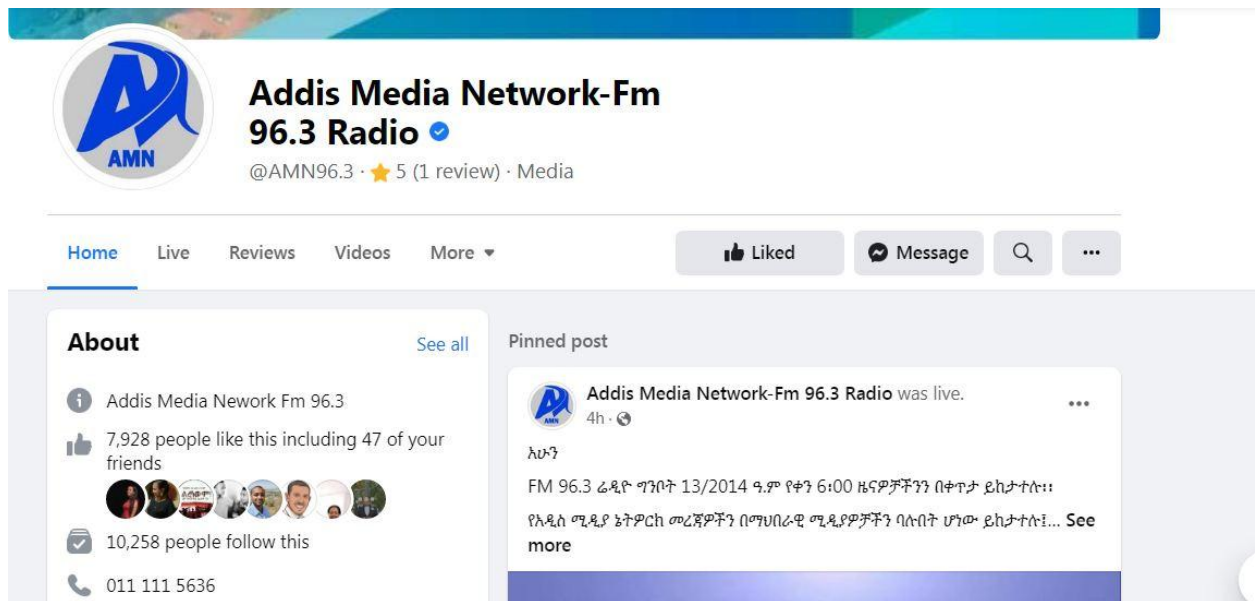 AMN
Addis Media Network-Fm
96.3 Radio
@AMN96.3 · 5 (1 review) · Media
Home Live Reviews Videos More
Liked Message
About
See all
Addis Media Nework Fm 96.3
7,928 people like this including 47 of your
friends
10,258 people follow this
011 111 5636
Pinned post
AMN
Addis Media Network-Fm 96.3 Radio was live.
4h ·
አሁን
FM 96.3 ሬዲዮ ግንቦት 13/2014 ዓ.ም የቀን 6፡00 ዜናዎቻችንን በቀጥታ ይከታተሉ፡፡
የአዲስ ሚዲያ ኔትዎርክ መረጃዎችን በማህበራዊ ሚዲያዎቻችን ባሉበት ሆነው ይከታተሉ፤... See
more